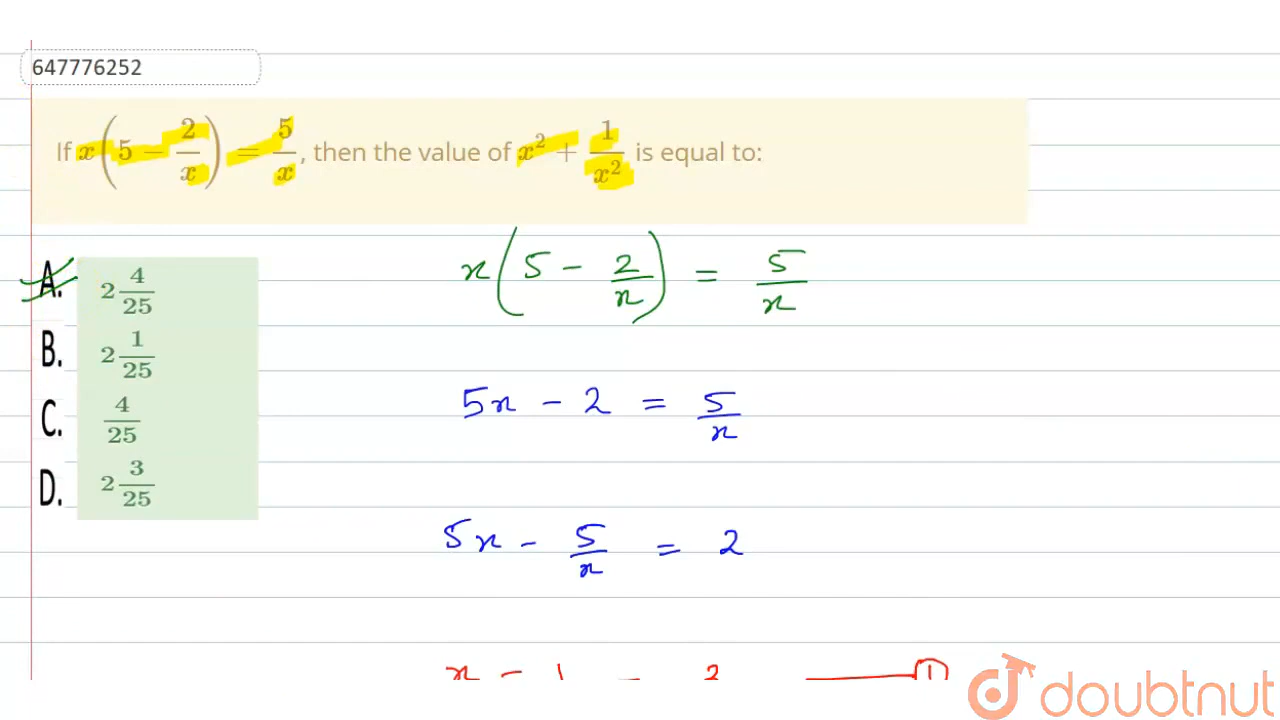 647776252
If x(5 − 2/x) = 5/x, then the value of x² + 1/x² is equal to:
A. 2 4/25
B. 2 1/25
C. 4/25
D. 2 3/25
x(5 − 2/x) = 5/x
5x − 2 = 5/x
5x − 5/x = 2
①
doubtnut